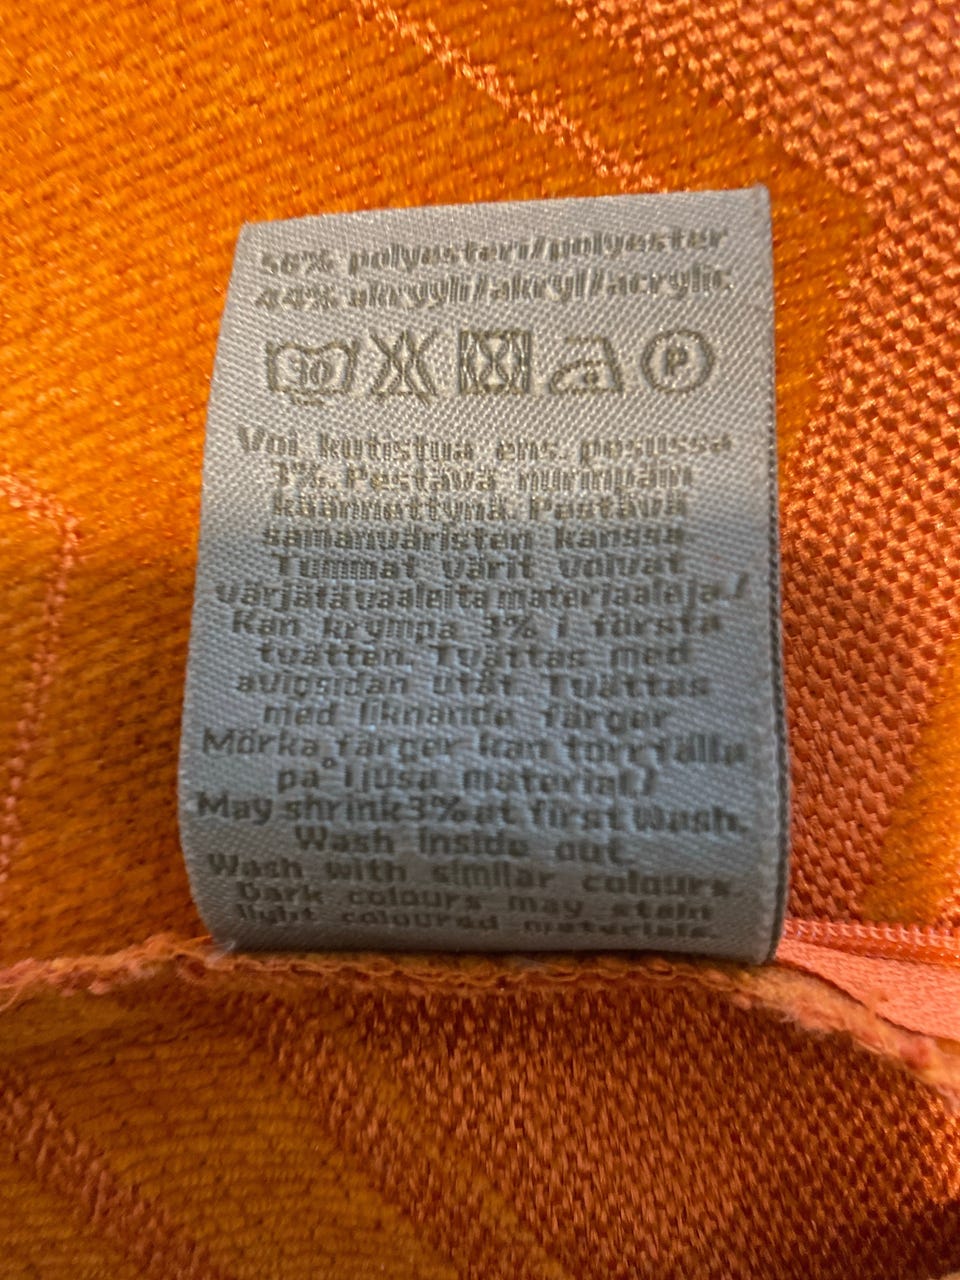 56% polyesteri/polyester
44% akryyli/akryl/acrylic
P
Voi kutistua ens. pesussa
3%. Pestävä nurinpäin
käännettynä. Pestävä
samanväristen kanssa.
Tummat värit voivat
värjätä vaaleita materiaaleja./
Kan krympa 3% i första
tvätten. Tvättas med
avigsidan utåt. Tvättas
med liknande färger
Mörka färger kan torrfälla
på ljusa material/
May shrink 3% at first wash.
Wash inside out.
Wash with similar colours.
Dark colours may stain
light coloured materials.